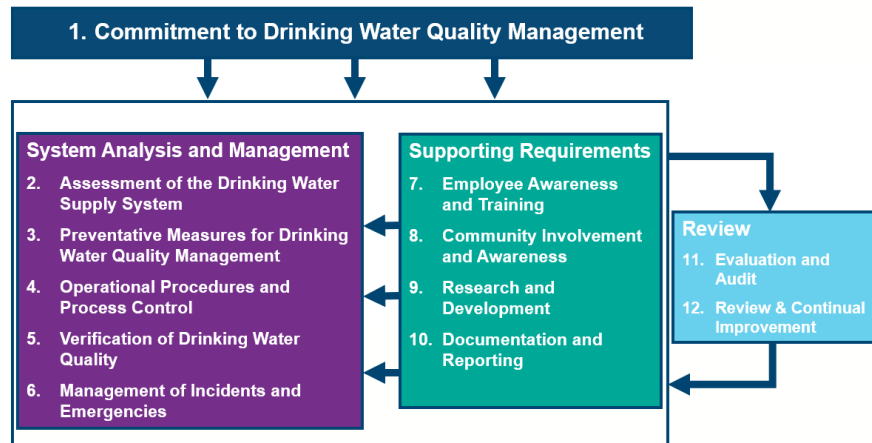 1. Commitment to Drinking Water Quality Management
System Analysis and Management
2. Assessment of the Drinking Water
Supply System
3. Preventative Measures for Drinking
Water Quality Management
4. Operational Procedures and
Process Control
5. Verification of Drinking Water
Quality
6. Management of Incidents and
Emergencies
Supporting Requirements
7. Employee Awareness
and Training
8. Community Involvement
and Awareness
9. Research and
Development
10. Documentation and
Reporting
Review
11. Evaluation and
Audit
12. Review & Continual
Improvement